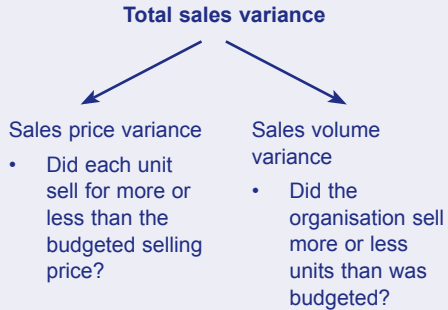 Total sales variance
Sales price variance
• Did each unit
sell for more or
less than the
budgeted selling
price?
Sales volume
variance
• Did the
organisation sell
more or less
units than was
budgeted?